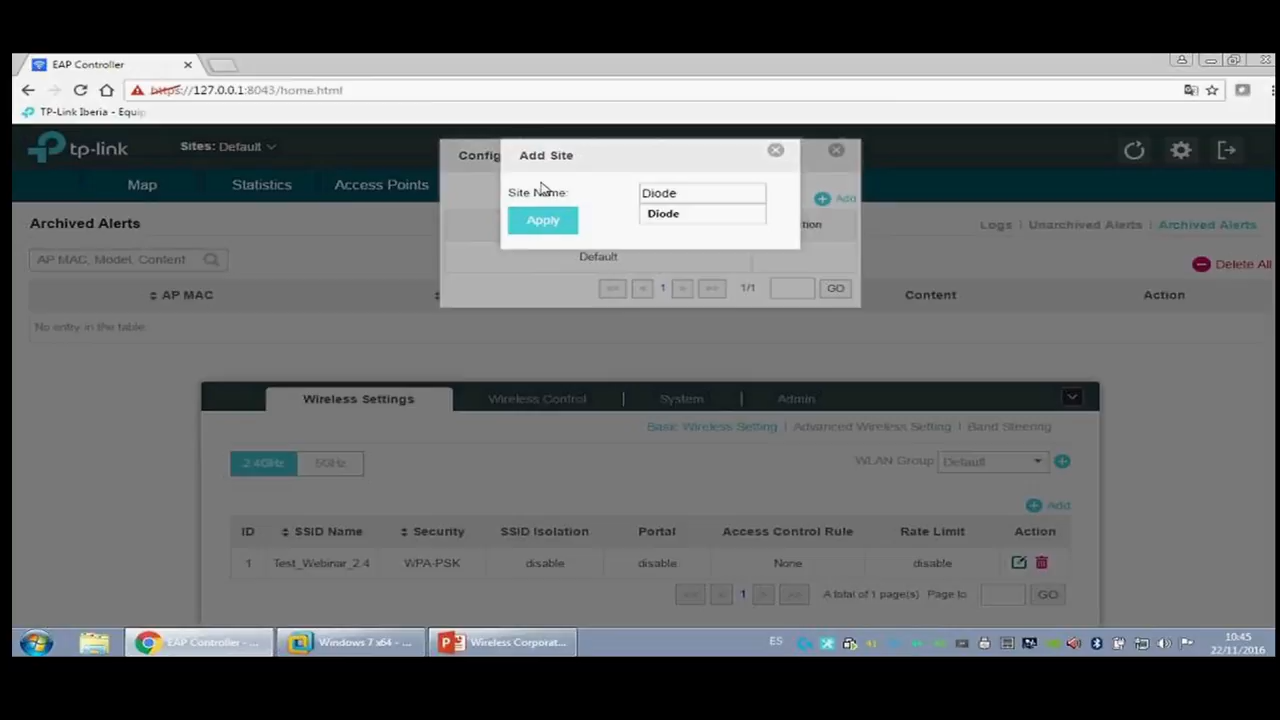 EAP Controller
https://127.0.0.1:8043/home.html
TP-Link Iberia - Equip
tp-link
Sites: Default
Map
Statistics
Access Points
Config
Add Site
Site Name:
Diode
Diode
Apply
Add
tion
Default
1
1/1
GO
Archived Alerts
Logs
Unarchived Alerts
Archived Alerts
AP MAC, Model, Content
Delete All
AP MAC
Content
Action
No entry in the table.
Wireless Settings
Wireless Control
System
Admin
Basic Wireless Setting
Advanced Wireless Setting
Band Steering
2.4GHz
5GHz
WLAN Group
Default
Add
ID
SSID Name
Security
SSID Isolation
Portal
Access Control Rule
Rate Limit
Action
1
Test_Webinar_2.4
WPA-PSK
disable
disable
None
disable
1
A total of 1 page(s)
Page to
GO
EAP Controller - ...
Windows 7 x64 - ...
Wireless Corporat...
ES
10:45
22/11/2016